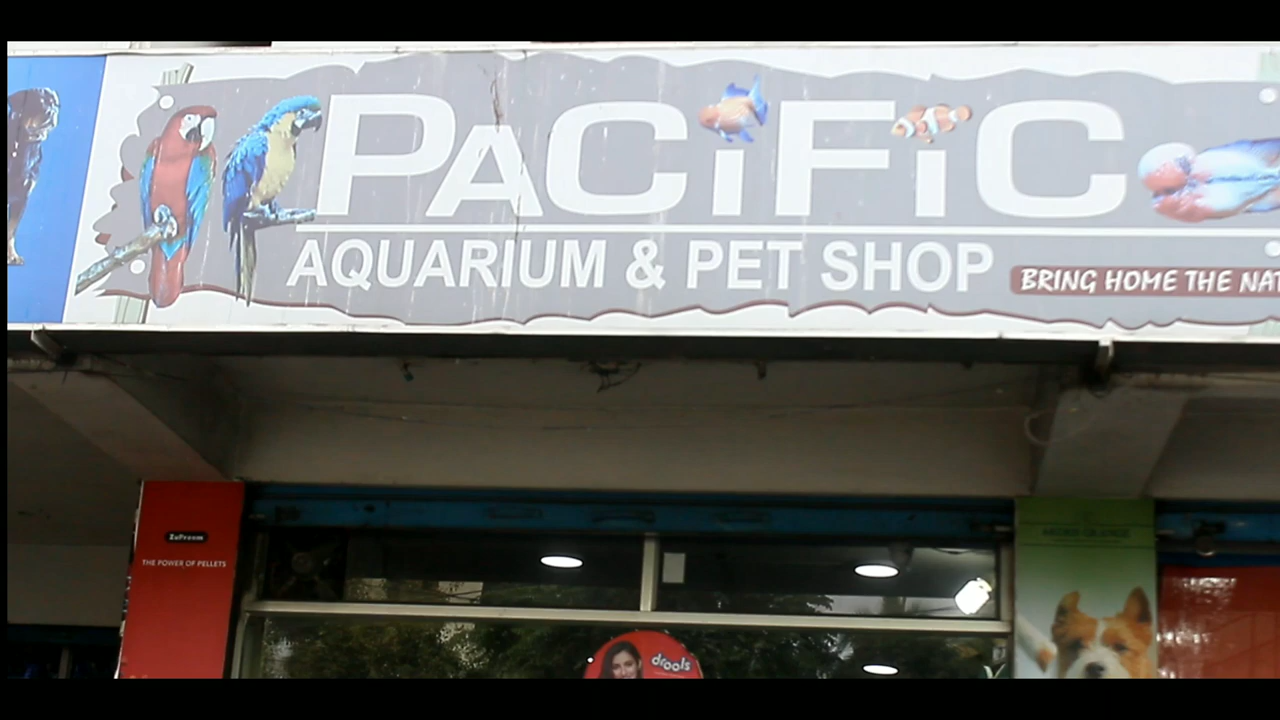 PACiFiC
AQUARIUM & PET SHOP
BRING HOME THE NAT
ZuPreem
THE POWER OF PELLETS
drools